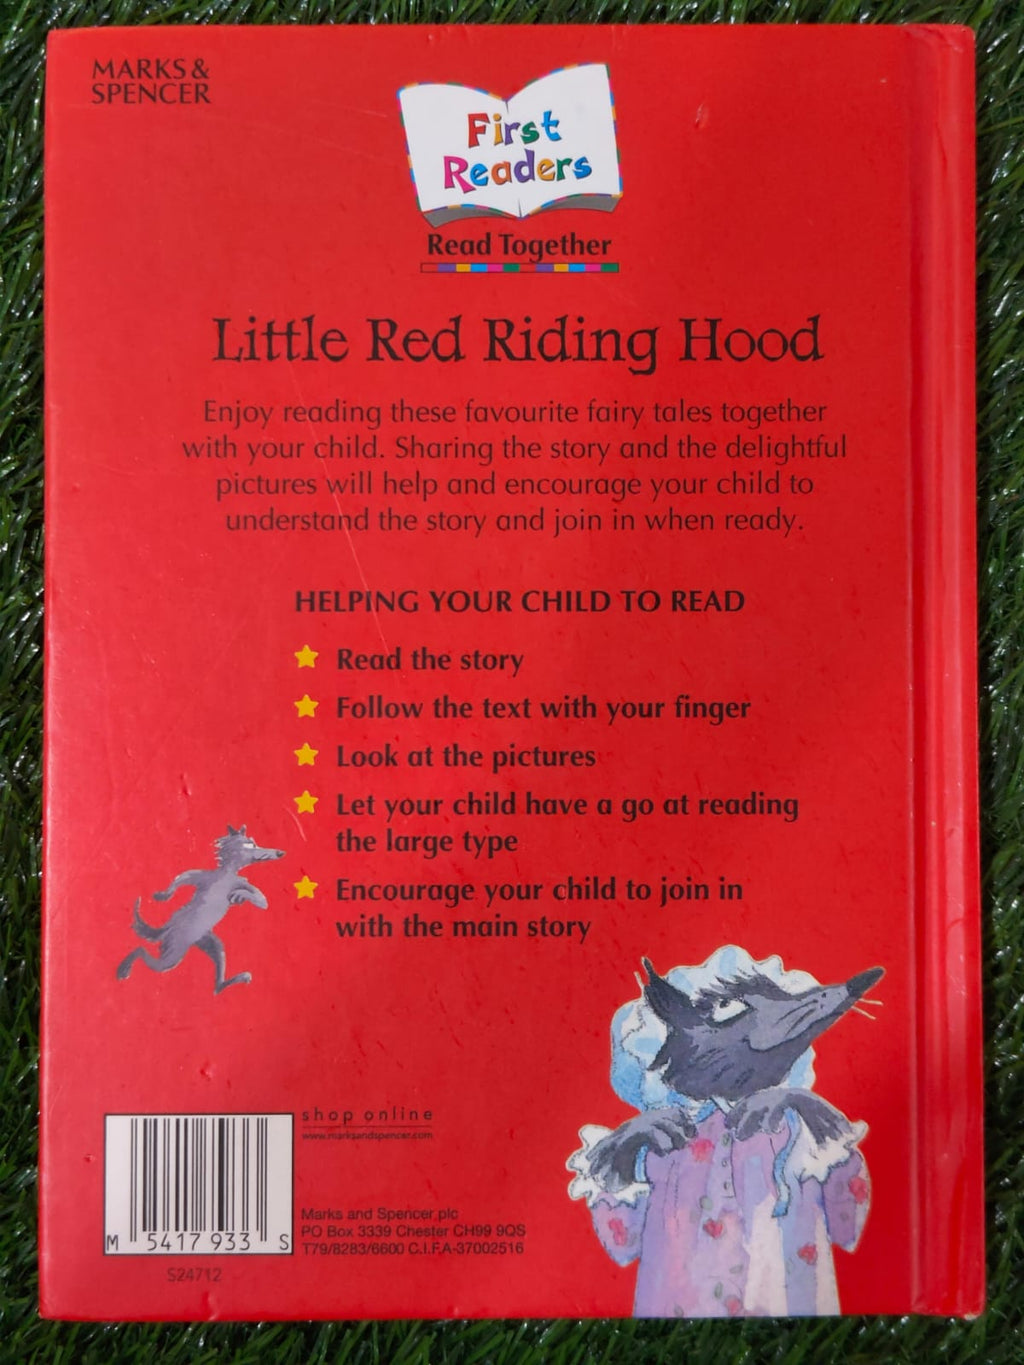 MARKS &
SPENCER
First
Readers
Read Together
Little Red Riding Hood
Enjoy reading these favourite fairy tales together
with your child. Sharing the story and the delightful
pictures will help and encourage your child to
understand the story and join in when ready.
HELPING YOUR CHILD TO READ
Read the story
Follow the text with your finger
Look at the pictures
Let your child have a go at reading
the large type
Encourage your child to join in
with the main story
shop online
www.marksandspencer.com
Marks and Spencer plc
PO Box 3339 Chester CH99 9QS
T79/8283/6600 C.I.F.A-37002516
M 5417 933 S
S24712